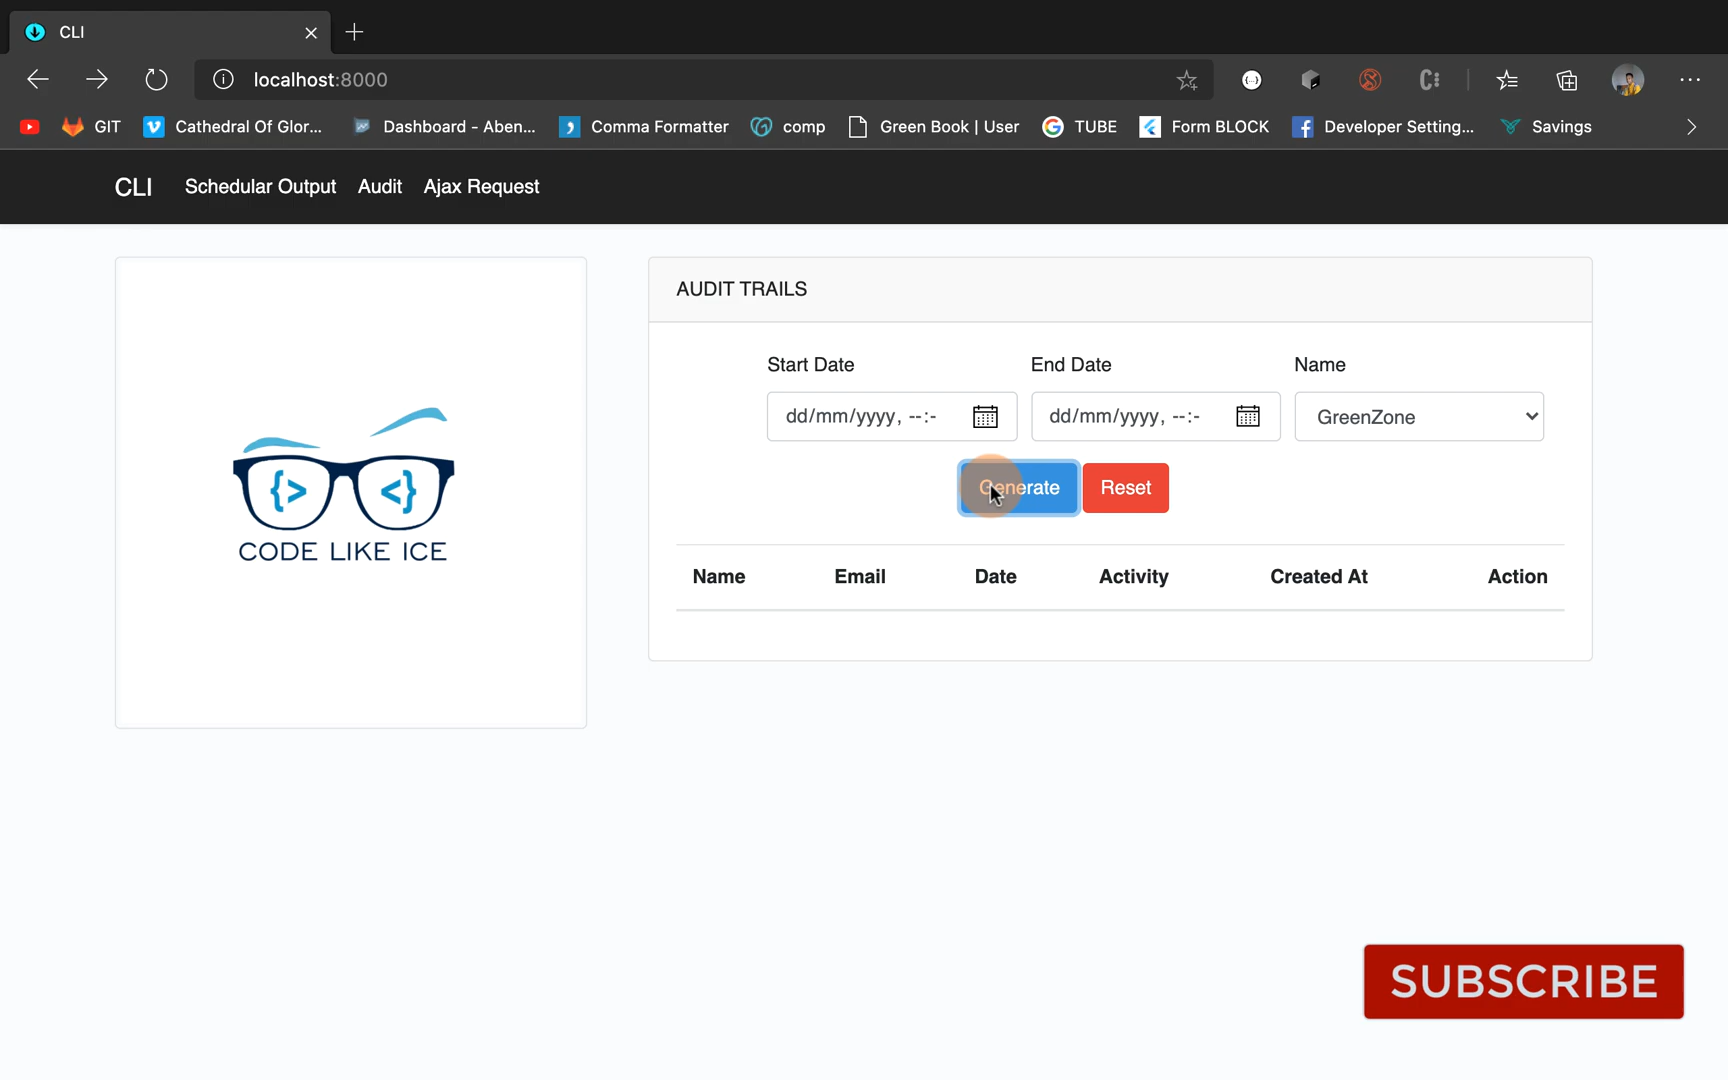 CLI
localhost:8000
GIT Cathedral Of Glor... Dashboard - Aben... Comma Formatter comp Green Book | User TUBE Form BLOCK Developer Setting... Savings
CLI Schedular Output Audit Ajax Request
AUDIT TRAILS
Start Date End Date Name
dd/mm/yyyy, --:- dd/mm/yyyy, --:- GreenZone
Generate Reset
{> <}
CODE LIKE ICE
Name Email Date Activity Created At Action
SUBSCRIBE